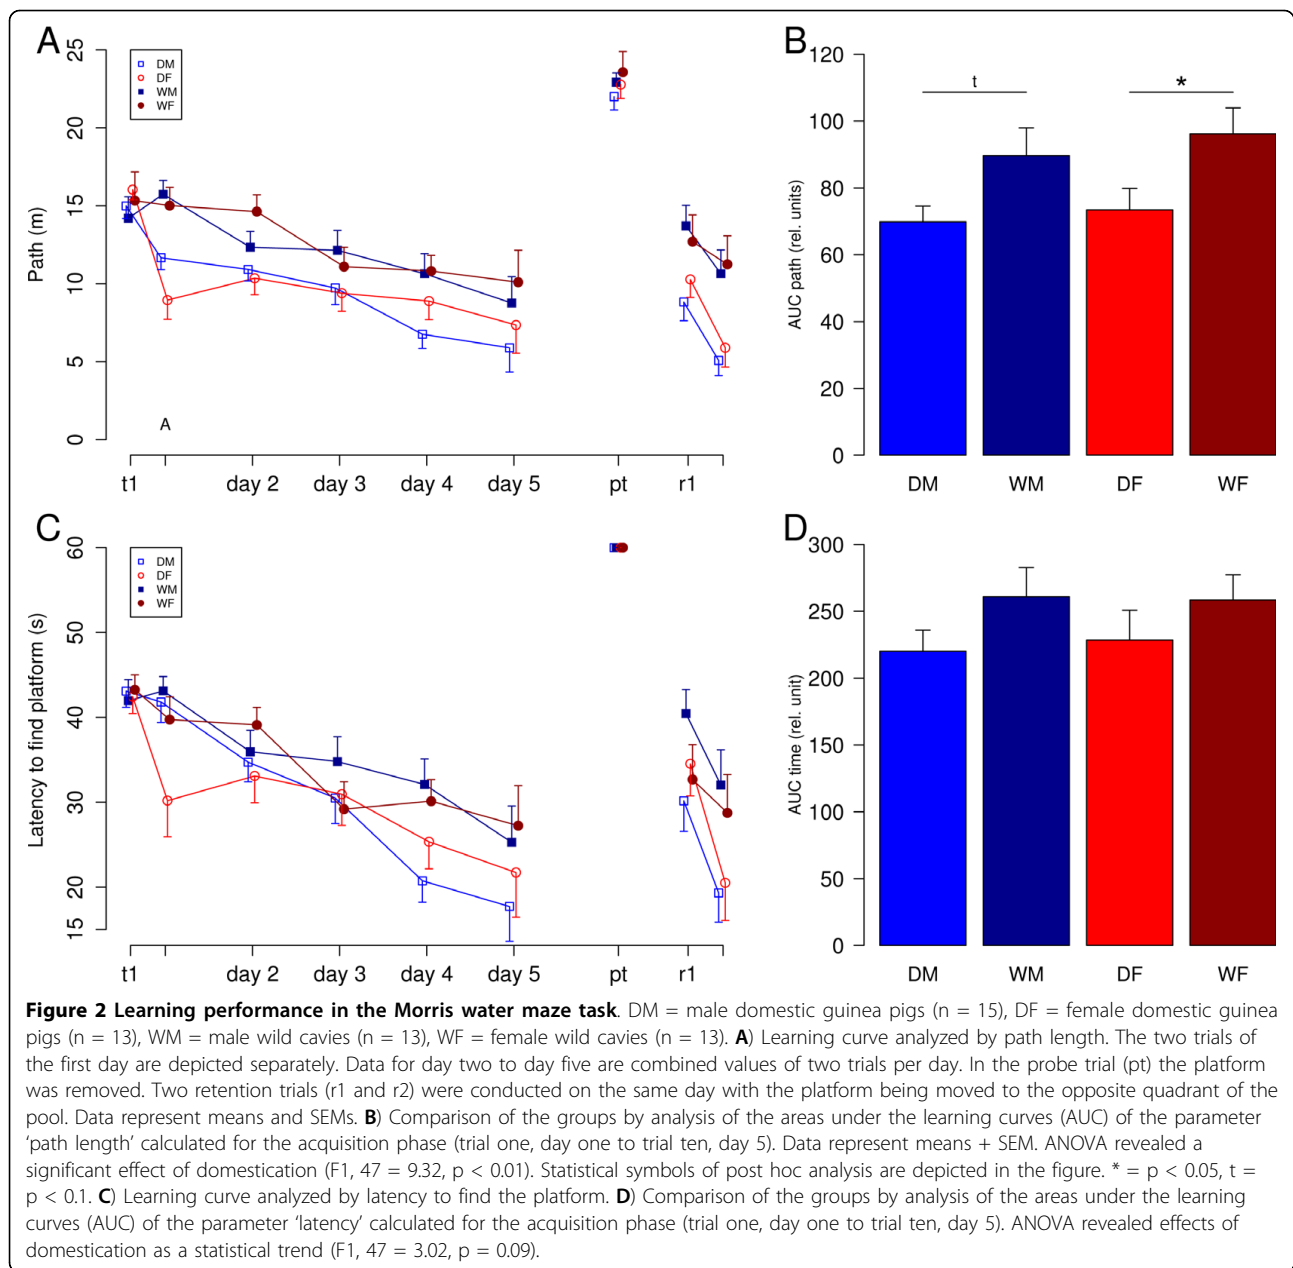 A
25
20
15
10
5
0
Path (m)
DM
DF
WM
WF
A
t1
day 2
day 3
day 4
day 5
pt
r1
B
120
100
80
60
40
20
0
AUC path (rel. units)
t
*
DM
WM
DF
WF
C
60
50
40
30
20
15
Latency to find platform (s)
DM
DF
WM
WF
t1
day 2
day 3
day 4
day 5
pt
r1
D
300
250
200
150
100
50
0
AUC time (rel. unit)
DM
WM
DF
WF
Figure 2 Learning performance in the Morris water maze task. DM = male domestic guinea pigs (n = 15), DF = female domestic guinea
pigs (n = 13), WM = male wild cavies (n = 13), WF = female wild cavies (n = 13). A) Learning curve analyzed by path length. The two trials of
the first day are depicted separately. Data for day two to day five are combined values of two trials per day. In the probe trial (pt) the platform
was removed. Two retention trials (r1 and r2) were conducted on the same day with the platform being moved to the opposite quadrant of the
pool. Data represent means and SEMs. B) Comparison of the groups by analysis of the areas under the learning curves (AUC) of the parameter
'path length' calculated for the acquisition phase (trial one, day one to trial ten, day 5). Data represent means + SEM. ANOVA revealed a
significant effect of domestication (F1, 47 = 9.32, p < 0.01). Statistical symbols of post hoc analysis are depicted in the figure. * = p < 0.05, t =
p < 0.1. C) Learning curve analyzed by latency to find the platform. D) Comparison of the groups by analysis of the areas under the learning
curves (AUC) of the parameter 'latency' calculated for the acquisition phase (trial one, day one to trial ten, day 5). ANOVA revealed effects of
domestication as a statistical trend (F1, 47 = 3.02, p = 0.09).